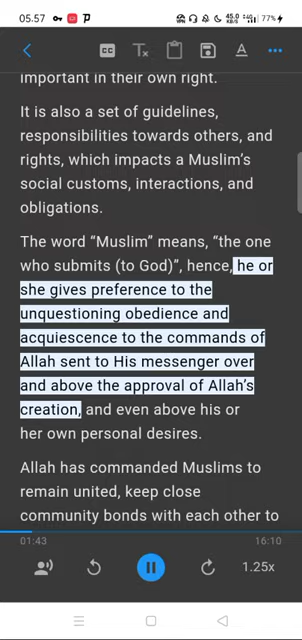 05.57
45.0
KB/S
77%
CC
important in their own right.
It is also a set of guidelines,
responsibilities towards others, and
rights, which impacts a Muslim's
social customs, interactions, and
obligations.
The word “Muslim” means, “the one
who submits (to God)”, hence, he or
she gives preference to the
unquestioning obedience and
acquiescence to the commands of
Allah sent to His messenger over
and above the approval of Allah's
creation, and even above his or
her own personal desires.
Allah has commanded Muslims to
remain united, keep close
community bonds with each other to
01:43
16:10
1.25x